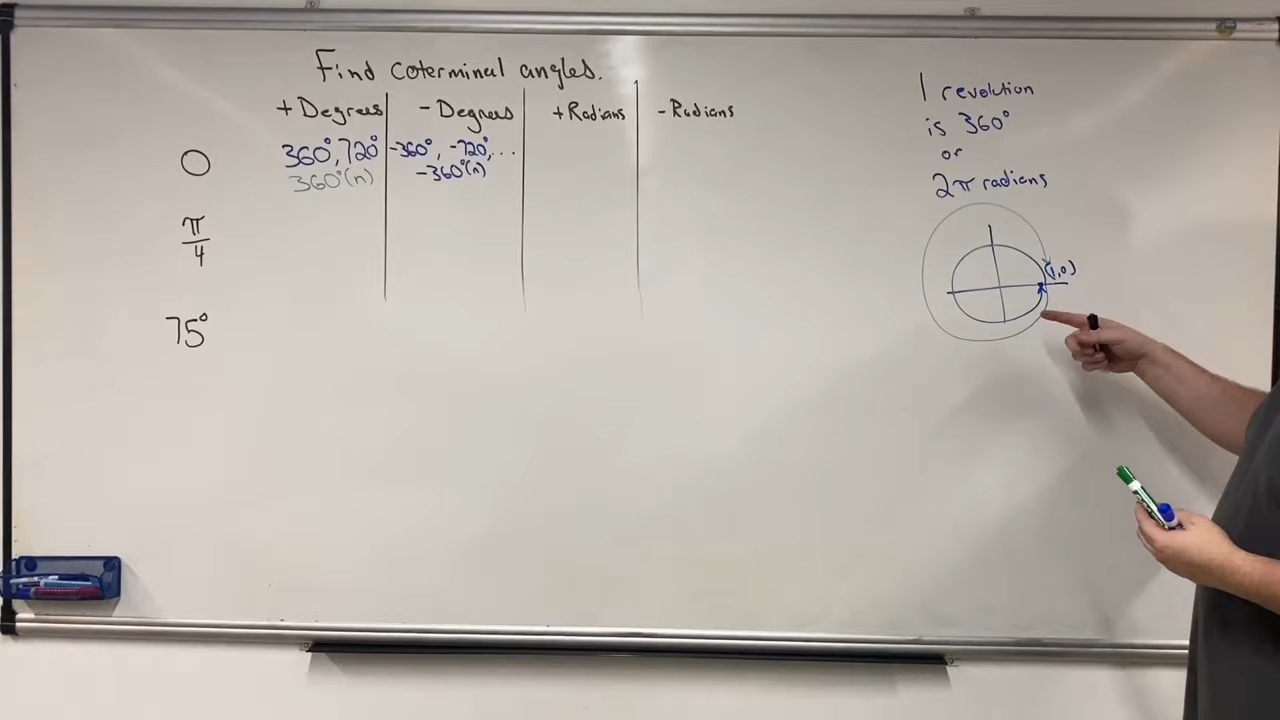 Find coterminal angles.
+ Degrees - Degrees + Radians - Radians
0 360°, 720° -360°, -720°, ...
360°(n) -360°(n)
π/4
75°
1 revolution
is 360°
or
2π radians
(1,0)